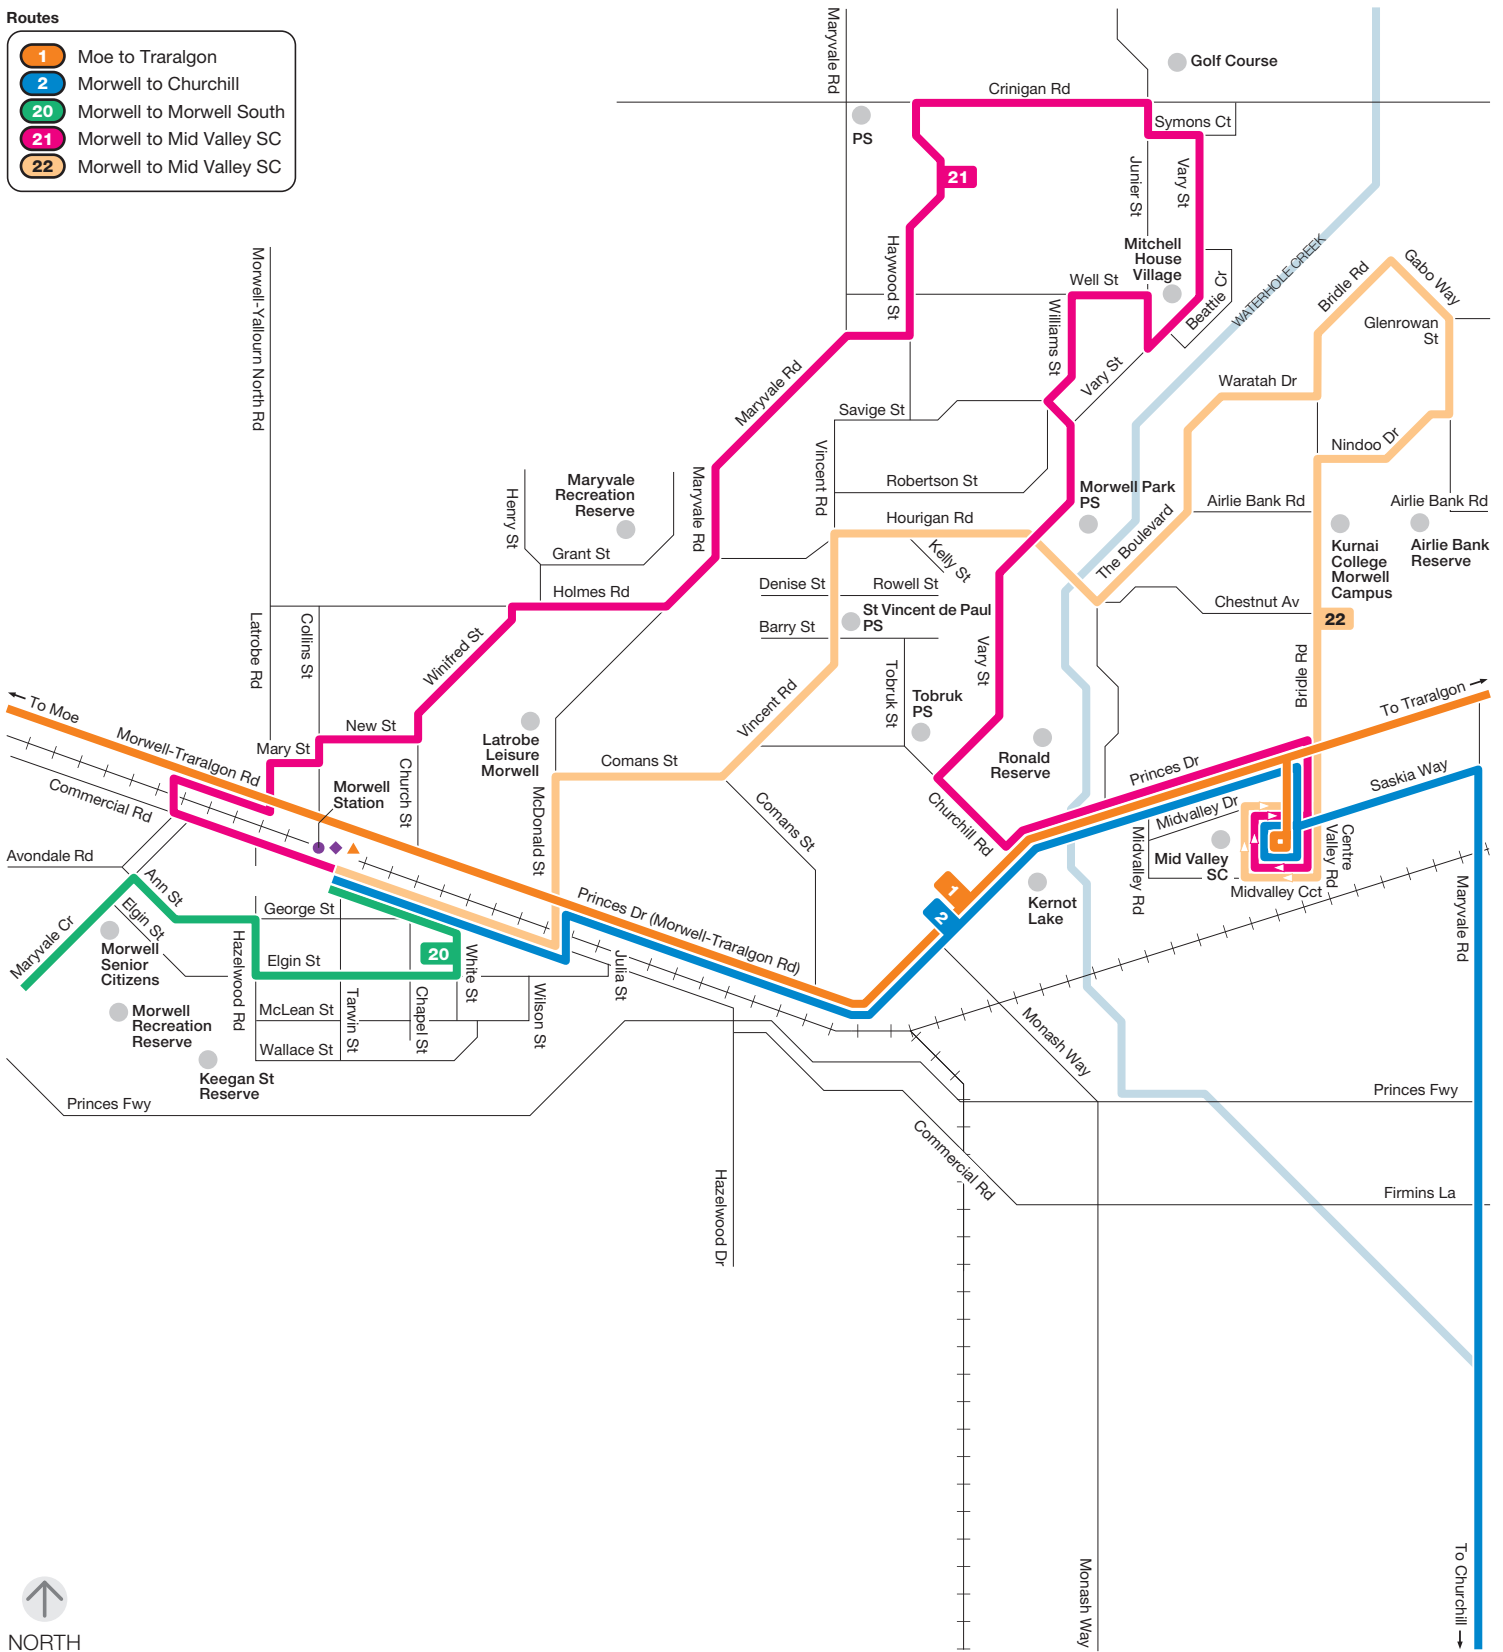 Routes
1 Moe to Traralgon
2 Morwell to Churchill
20 Morwell to Morwell South
21 Morwell to Mid Valley SC
22 Morwell to Mid Valley SC
Maryvale Rd
Golf Course
Crinigan Rd
Symons Ct
PS
21
Junier St
Vary St
Mitchell
House
Village
Haywood St
Well St
Beattie Cr
WATERHOLE CREEK
Bridle Rd
Gabo Way
Glenrowan
St
Morwell-Yallourn North Rd
Williams St
Vary St
Waratah Dr
Maryvale Rd
Savige St
Nindoo Dr
Vincent Rd
Maryvale
Recreation
Reserve
Henry St
Maryvale Rd
Robertson St
Morwell Park
PS
Airlie Bank Rd
Airlie Bank Rd
Hourigan Rd
The Boulevard
Kelly St
Grant St
Kurnai
College
Morwell
Campus
Airlie Bank
Reserve
Denise St
Rowell St
Holmes Rd
Chestnut Av
St Vincent de Paul
PS
Barry St
22
Latrobe Rd
Collins St
Winifred St
Vary St
Tobruk St
Bridle Rd
To Moe
To Traralgon
Vincent Rd
Tobruk
PS
New St
Morwell-Traralgon Rd
Mary St
Latrobe
Leisure
Morwell
Comans St
Ronald
Reserve
Princes Dr
Saskia Way
Commercial Rd
Morwell
Station
Church St
McDonald St
Comans St
Churchill Rd
Midvalley Dr
Midvalley Rd
Mid Valley
SC
Centre
Valley Rd
Midvalley Cct
Avondale Rd
Ann St
Elgin St
George St
Princes Dr (Morwell-Traralgon Rd)
1
2
Kernot
Lake
Maryvale Rd
Maryvale Cr
Morwell
Senior
Citizens
Hazelwood Rd
Elgin St
20
White St
Julia St
McLean St
Tarwin St
Chapel St
Wilson St
Morwell
Recreation
Reserve
Wallace St
Monash Way
Keegan St
Reserve
Princes Fwy
Princes Fwy
Commercial Rd
Hazelwood Dr
Firmins La
Monash Way
To Churchill
NORTH